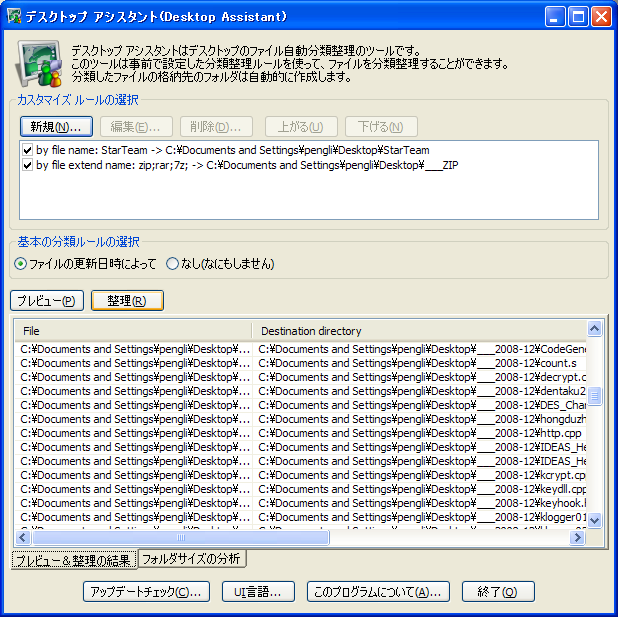 デスクトップ アシスタント(Desktop Assistant)
デスクトップ アシスタントはデスクトップのファイル自動分類整理のツールです。
このツールは事前で設定した分類整理ルールを使って、ファイルを分類整理することができます。
分類したファイルの格納先のフォルダは自動的に作成します。
カスタマイズ ルールの選択
新規(N)... 編集(E)... 削除(D)... 上がる(U) 下げる(N)
by file name: StarTeam -> C:¥Documents and Settings¥pengli¥Desktop¥StarTeam
by file extend name: zip;rar;7z; -> C:¥Documents and Settings¥pengli¥Desktop¥___ZIP
基本の分類ルールの選択
ファイルの更新日時によって なし(なにもしません)
プレビュー(P) 整理(R)
File Destination directory
C:¥Documents and Settings¥pengli¥Desktop¥... C:¥Documents and Settings¥pengli¥Desktop¥___2008-12¥CodeGene
C:¥Documents and Settings¥pengli¥Desktop¥... C:¥Documents and Settings¥pengli¥Desktop¥___2008-12¥count.s
C:¥Documents and Settings¥pengli¥Desktop¥... C:¥Documents and Settings¥pengli¥Desktop¥___2008-12¥decrypt.c
C:¥Documents and Settings¥pengli¥Desktop¥... C:¥Documents and Settings¥pengli¥Desktop¥___2008-12¥dentaku2
C:¥Documents and Settings¥pengli¥Desktop¥... C:¥Documents and Settings¥pengli¥Desktop¥___2008-12¥DES_Char
C:¥Documents and Settings¥pengli¥Desktop¥... C:¥Documents and Settings¥pengli¥Desktop¥___2008-12¥hongduzh
C:¥Documents and Settings¥pengli¥Desktop¥... C:¥Documents and Settings¥pengli¥Desktop¥___2008-12¥http.cpp
C:¥Documents and Settings¥pengli¥Desktop¥... C:¥Documents and Settings¥pengli¥Desktop¥___2008-12¥IDEAS_He
C:¥Documents and Settings¥pengli¥Desktop¥... C:¥Documents and Settings¥pengli¥Desktop¥___2008-12¥IDEAS_He
C:¥Documents and Settings¥pengli¥Desktop¥... C:¥Documents and Settings¥pengli¥Desktop¥___2008-12¥kcrypt.cp
C:¥Documents and Settings¥pengli¥Desktop¥... C:¥Documents and Settings¥pengli¥Desktop¥___2008-12¥keydll.cpp
C:¥Documents and Settings¥pengli¥Desktop¥... C:¥Documents and Settings¥pengli¥Desktop¥___2008-12¥keyhook.h
C:¥Documents and Settings¥pengli¥Desktop¥... C:¥Documents and Settings¥pengli¥Desktop¥___2008-12¥klogger01
プレビュー&整理の結果 フォルダサイズの分析
アップデートチェック(C)... UI言語... このプログラムについて(A)... 終了(Q)